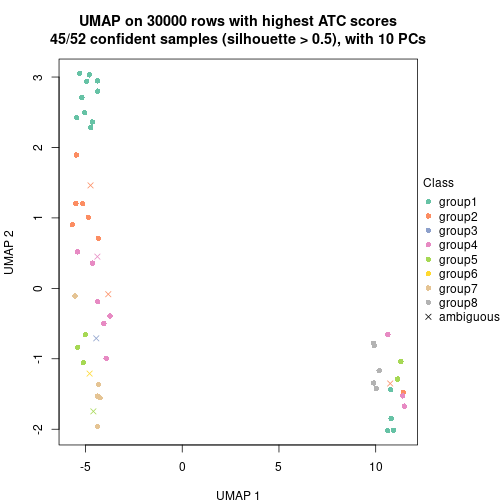 UMAP on 30000 rows with highest ATC scores
45/52 confident samples (silhouette > 0.5), with 10 PCs
3
2
1
0
-1
-2
UMAP 2
-5
0
5
10
UMAP 1
Class
group1
group2
group3
group4
group5
group6
group7
group8
ambiguous